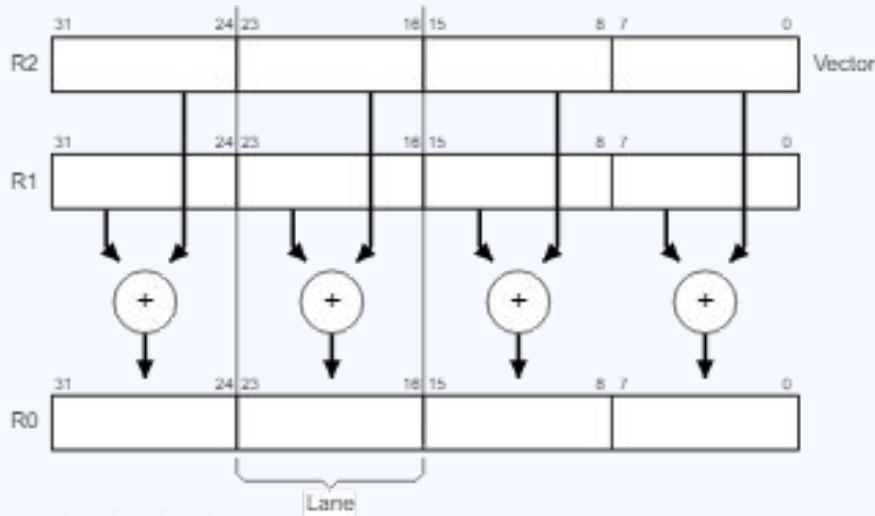 31 24 23 16 15 8 7 0
R2 Vector
31 24 23 16 15 8 7 0
R1
+ + + +
31 24 23 16 15 8 7 0
R0
Lane